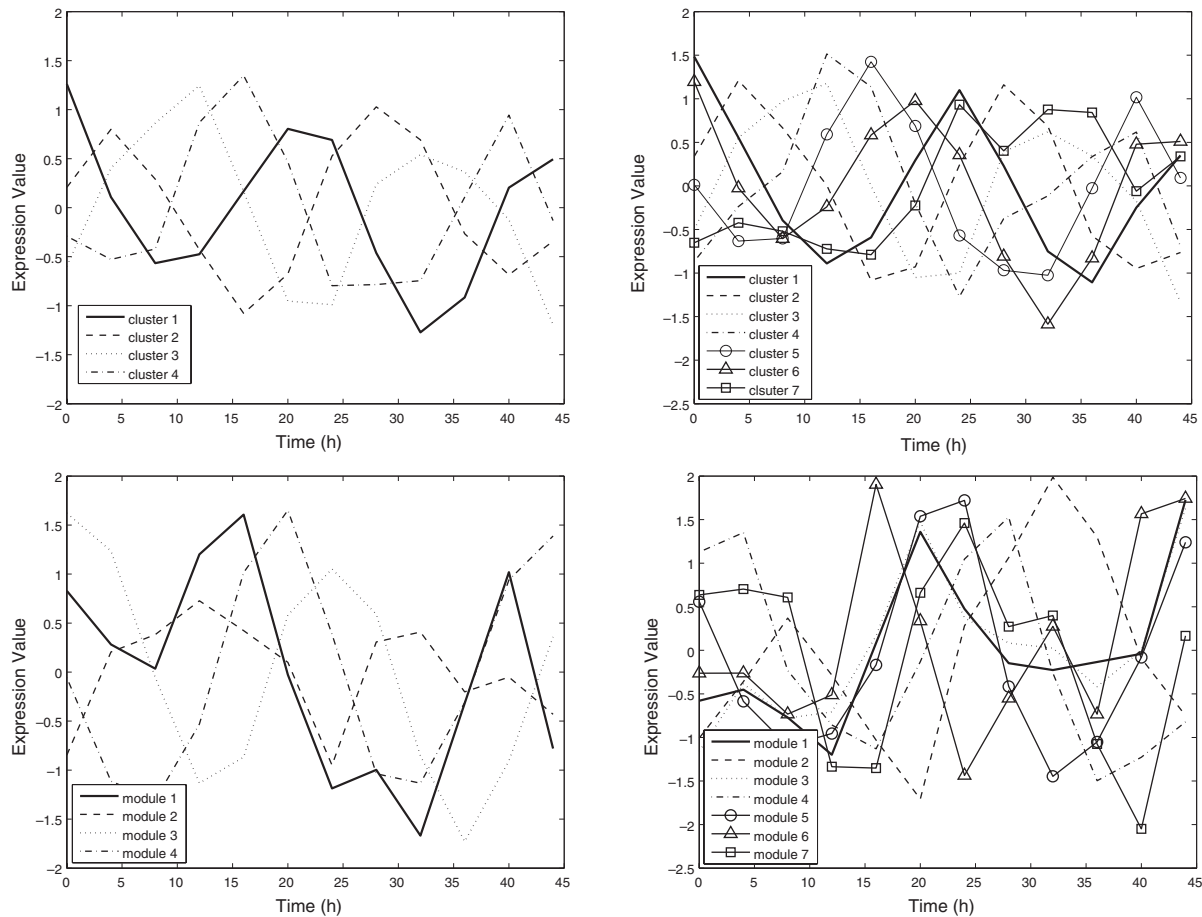 2
1.5
1
0.5
0
−0.5
−1
−1.5
−2
Expression Value
cluster 1
cluster 2
cluster 3
cluster 4
0 5 10 15 20 25 30 35 40 45
Time (h)
2
1.5
1
0.5
0
−0.5
−1
−1.5
−2
−2.5
Expression Value
cluster 1
cluster 2
cluster 3
cluster 4
cluster 5
cluster 6
clsuter 7
0 5 10 15 20 25 30 35 40 45
Time (h)
2
1.5
1
0.5
0
−0.5
−1
−1.5
−2
Expression Value
module 1
module 2
module 3
module 4
0 5 10 15 20 25 30 35 40 45
Time (h)
2
1.5
1
0.5
0
−0.5
−1
−1.5
−2
−2.5
Expression Value
module 1
module 2
module 3
module 4
module 5
module 6
module 7
0 5 10 15 20 25 30 35 40 45
Time (h)